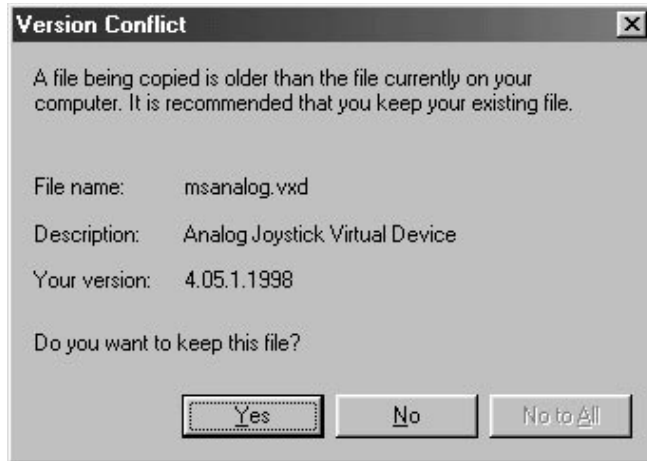 Version Conflict
A file being copied is older than the file currently on your
computer. It is recommended that you keep your existing file.
File name: msanalog.vxd
Description: Analog Joystick Virtual Device
Your version: 4.05.1.1998
Do you want to keep this file?
Yes No No to All